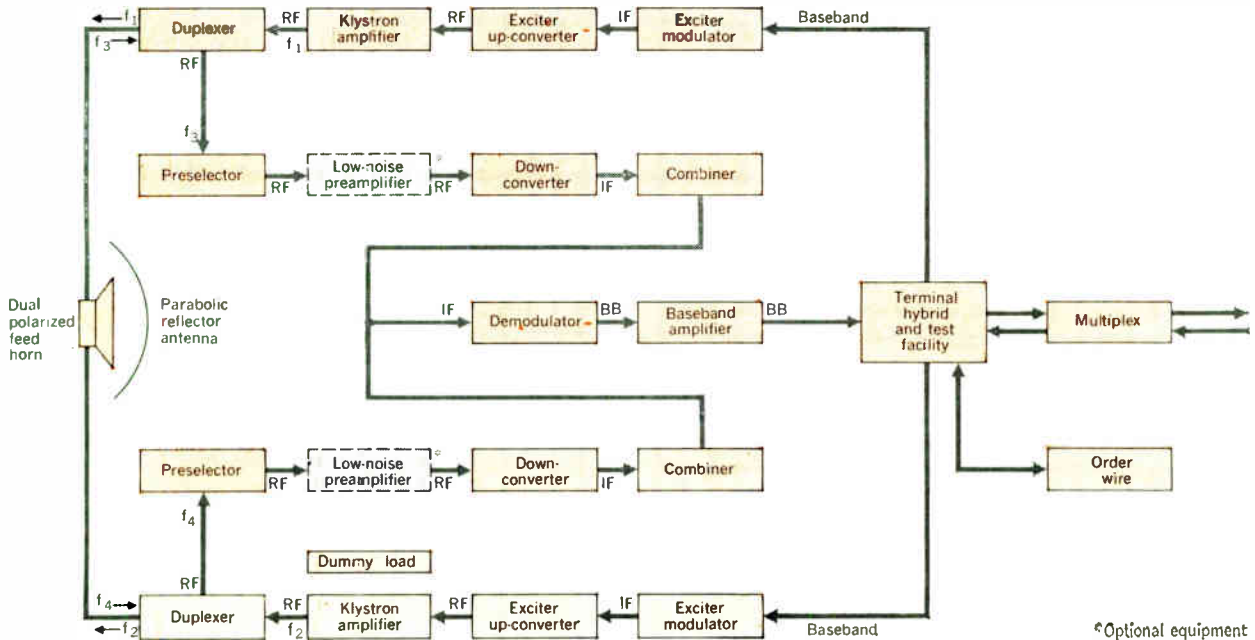 f1
f3
Duplexer
RF
f1
Klystron
amplifier
RF
Exciter
up-converter
IF
Exciter
modulator
Baseband
RF
f3
Preselector
RF
Low-noise
preamplifier
*
RF
Down-
converter
IF
Combiner
Dual
polarized
feed
horn
Parabolic
reflector
antenna
IF
Demodulator
BB
Baseband
amplifier
BB
Terminal
hybrid
and test
facility
Multiplex
Preselector
RF
Low-noise
preamplifier
*
RF
Down-
converter
IF
Combiner
Order
wire
f4
RF
Dummy load
f4
f2
Duplexer
RF
f2
Klystron
amplifier
RF
Exciter
up-converter
IF
Exciter
modulator
Baseband
*Optional equipment